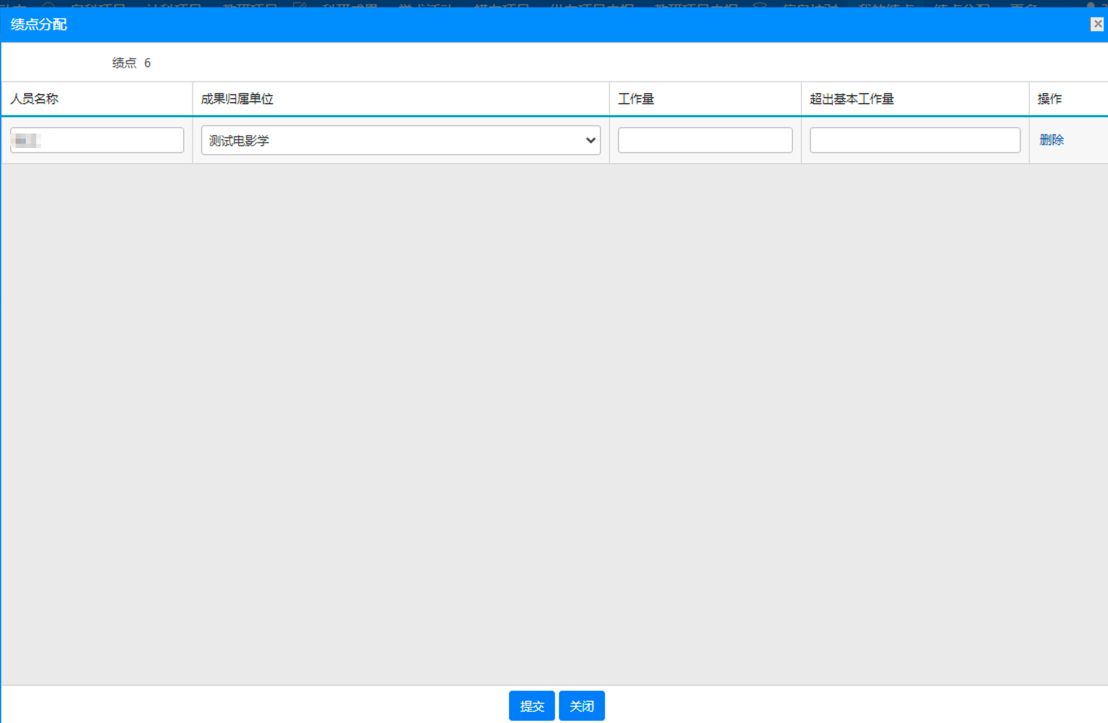 绩点分配
绩点 6
人员名称 成果归属单位 工作量 超出基本工作量 操作
测试电影学 删除
提交 关闭